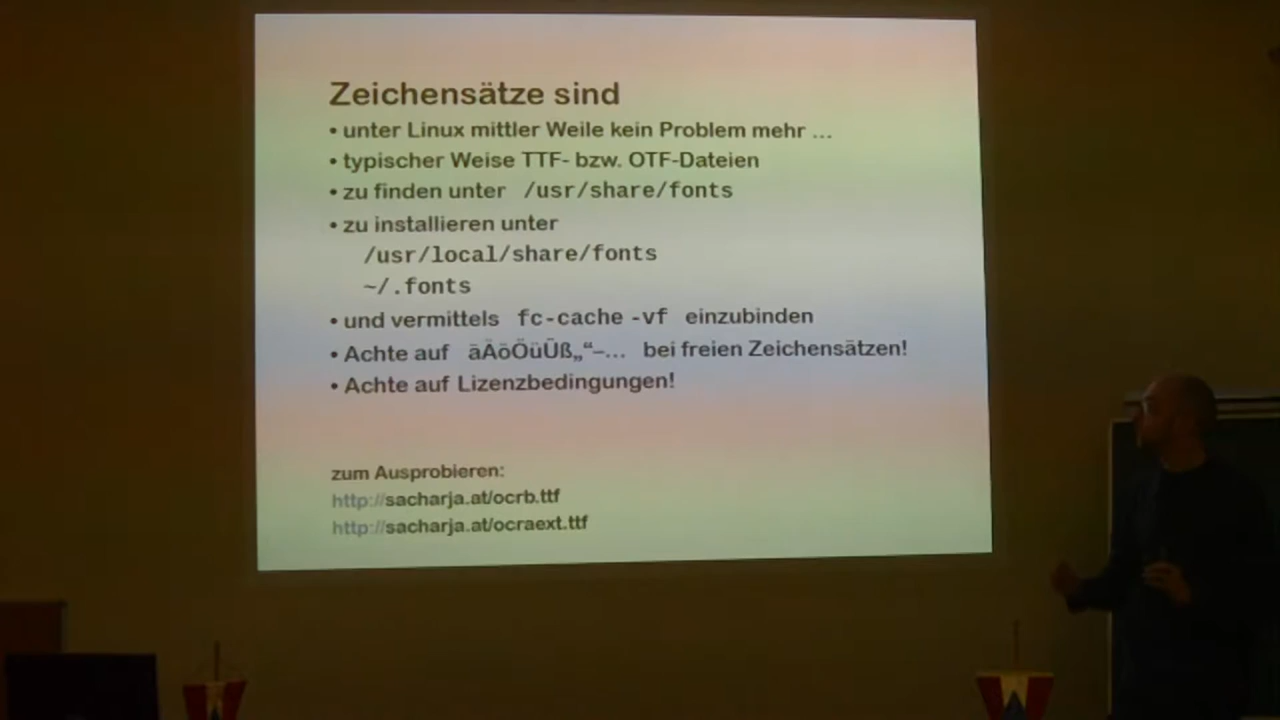 Zeichensätze sind
• unter Linux mittler Weile kein Problem mehr ...
• typischer Weise TTF- bzw. OTF-Dateien
• zu finden unter /usr/share/fonts
• zu installieren unter
/usr/local/share/fonts
~/.fonts
• und vermittels fc-cache -vf einzubinden
• Achte auf äÄöÖüÜß„“–... bei freien Zeichensätzen!
• Achte auf Lizenzbedingungen!
zum Ausprobieren:
http://sacharja.at/ocrb.ttf
http://sacharja.at/ocraext.ttf